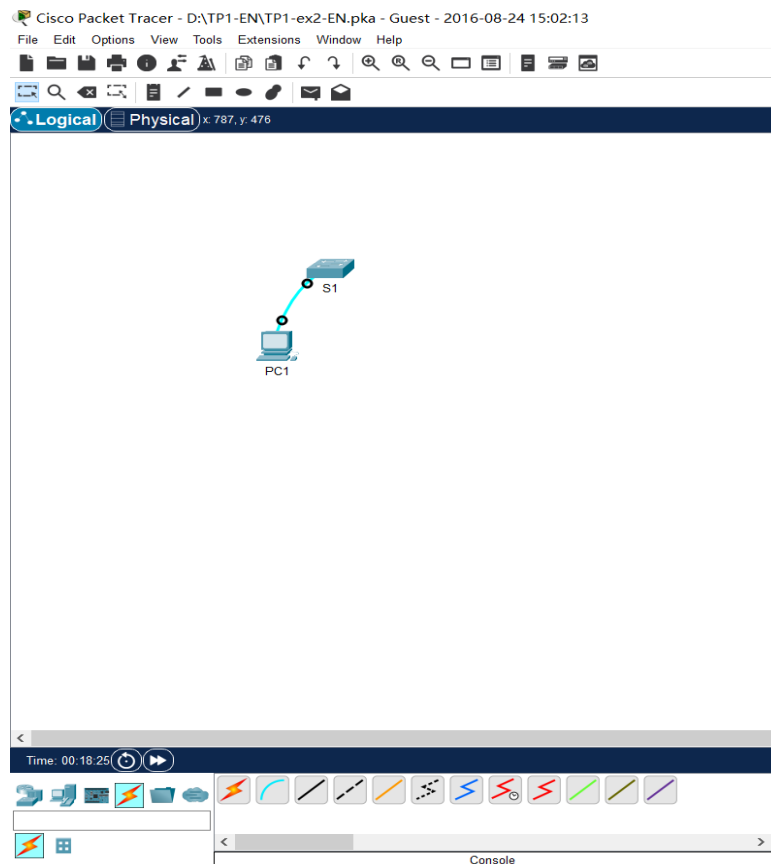 Cisco Packet Tracer - D:\TP1-EN\TP1-ex2-EN.pka - Guest - 2016-08-24 15:02:13
File Edit Options View Tools Extensions Window Help
Logical Physical x: 787, y: 476
S1
PC1
Time: 00:18:25
Console